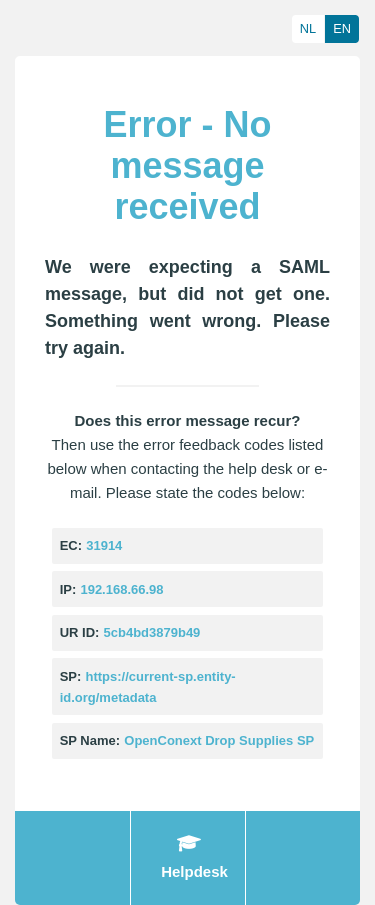 NL EN
Error - No
message
received
We were expecting a SAML
message, but did not get one.
Something went wrong. Please
try again.
Does this error message recur?
Then use the error feedback codes listed
below when contacting the help desk or e-
mail. Please state the codes below:
EC: 31914
IP: 192.168.66.98
UR ID: 5cb4bd3879b49
SP: https://current-sp.entity-
id.org/metadata
SP Name: OpenConext Drop Supplies SP
Helpdesk